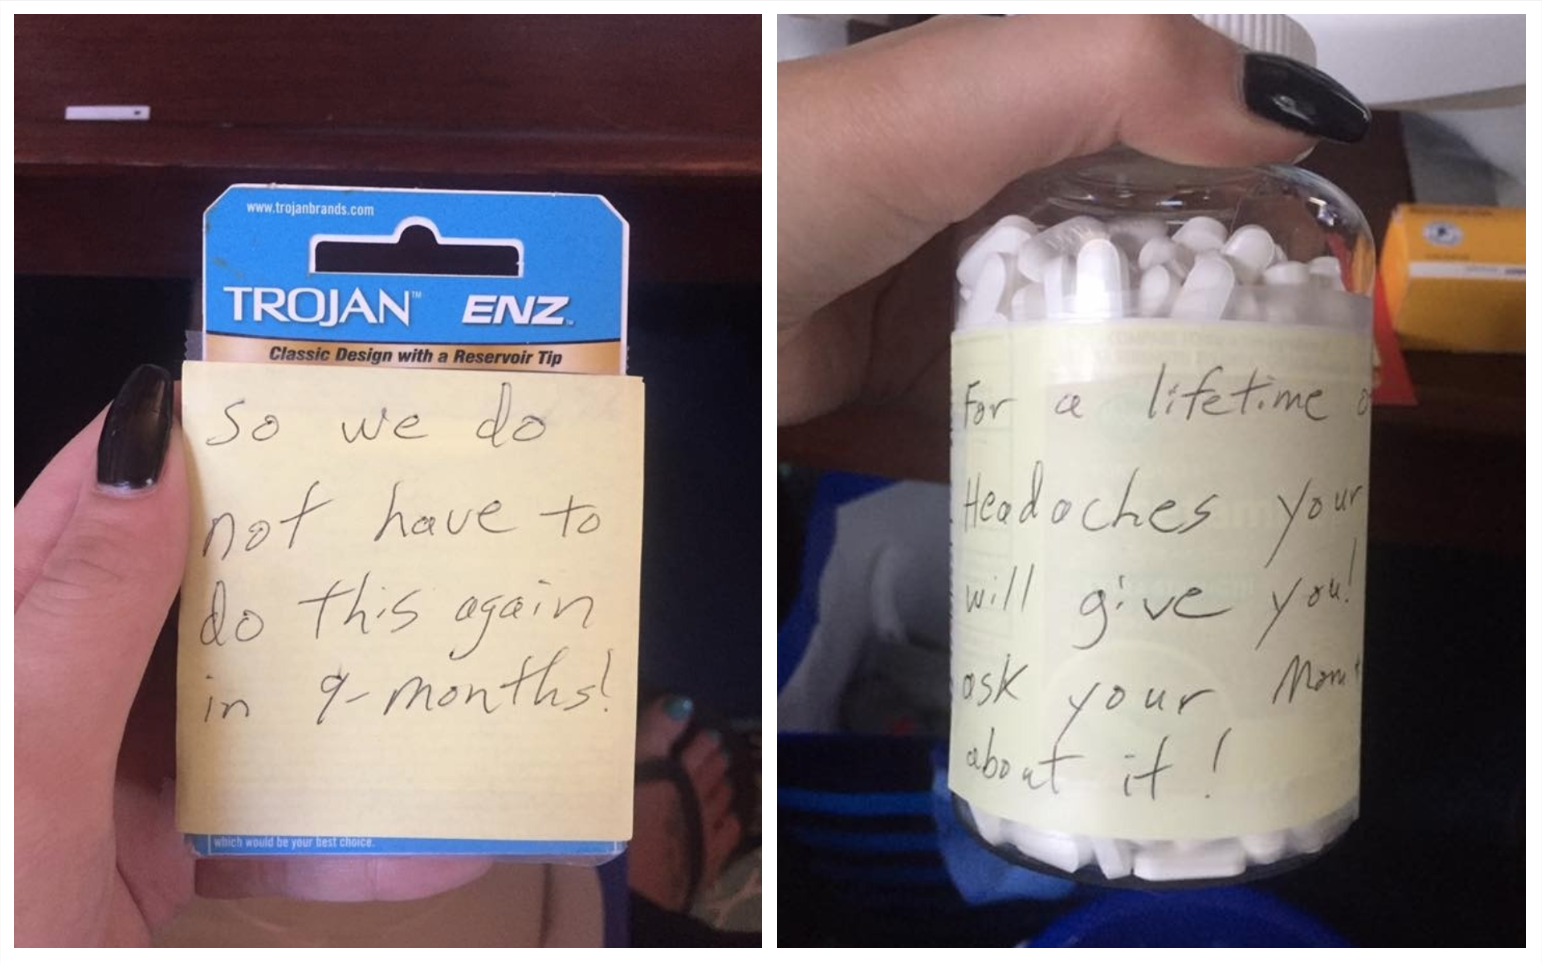 www.trojanbrands.com
TROJAN™ ENZ™
Classic Design with a Reservoir Tip
So we do
not have to
do this again
in 9-months!
which would be your best choice.
For a lifetime
Headaches your
will give you!
ask your Mom
about it!